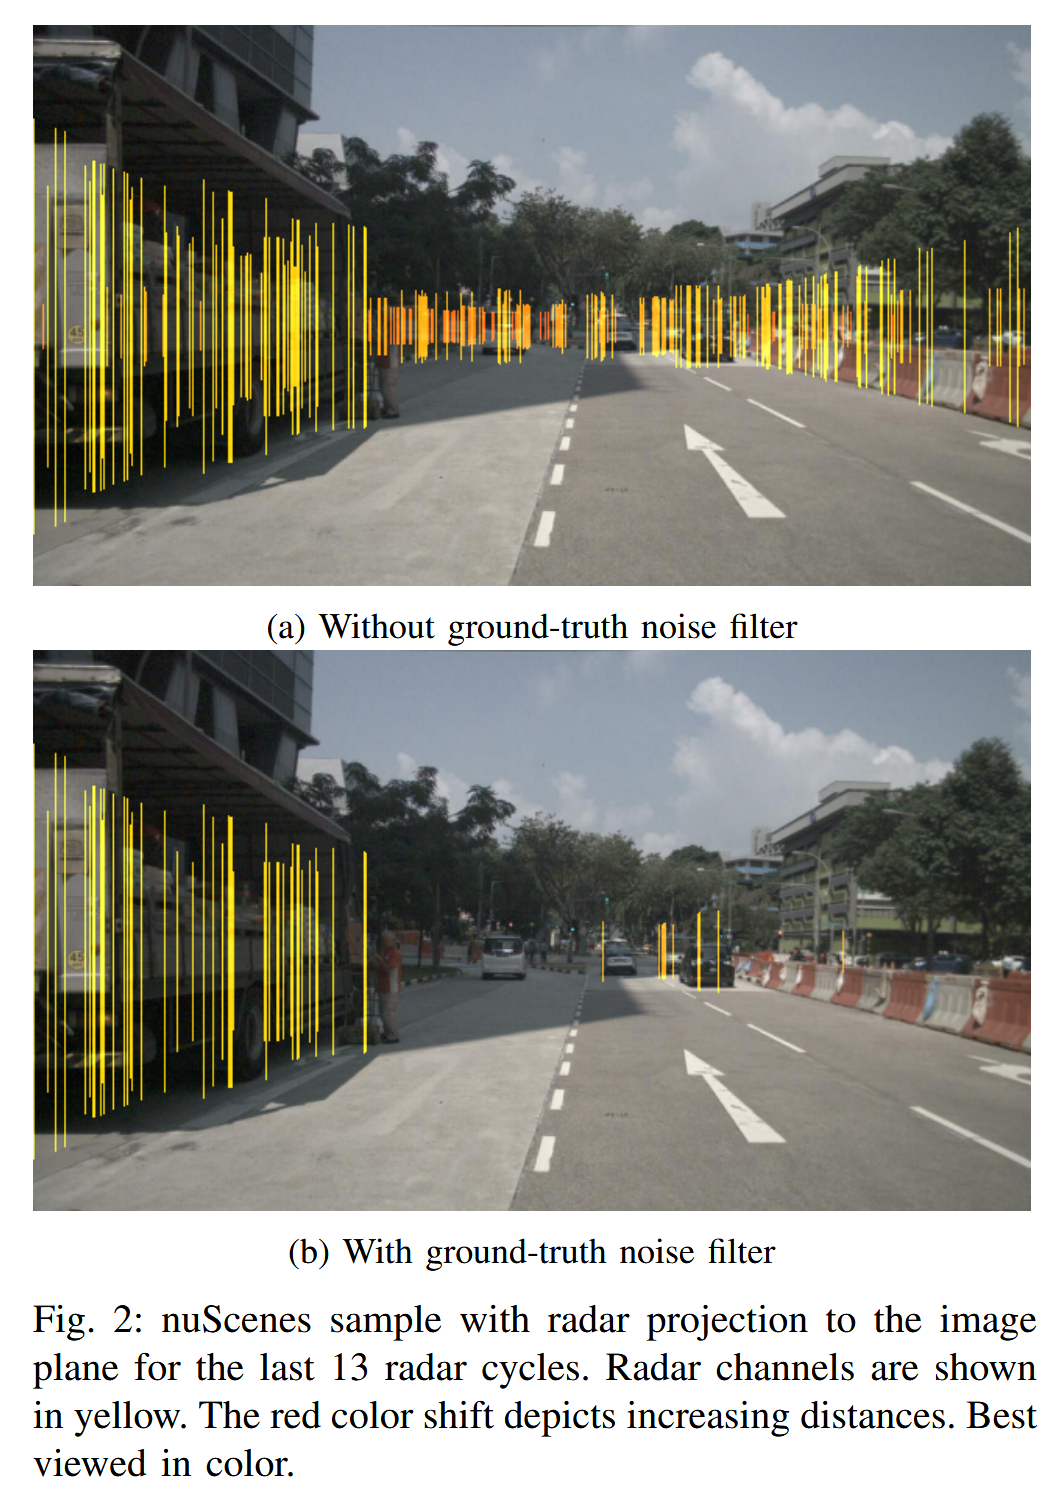 45
(a) Without ground-truth noise filter
45
(b) With ground-truth noise filter
Fig. 2: nuScenes sample with radar projection to the image
plane for the last 13 radar cycles. Radar channels are shown
in yellow. The red color shift depicts increasing distances. Best
viewed in color.